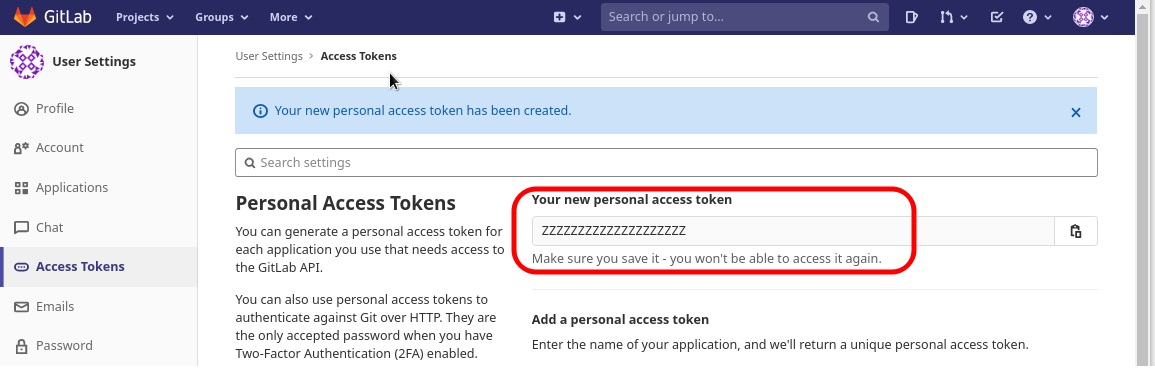 GitLab Projects Groups More Search or jump to...
User Settings
User Settings > Access Tokens
Your new personal access token has been created.
Search settings
Profile
Account
Applications
Chat
Access Tokens
Emails
Password
Personal Access Tokens
You can generate a personal access token for
each application you use that needs access to
the GitLab API.
You can also use personal access tokens to
authenticate against Git over HTTP. They are
the only accepted password when you have
Two-Factor Authentication (2FA) enabled.
Your new personal access token
ZZZZZZZZZZZZZZZZZZZZ
Make sure you save it - you won't be able to access it again.
Add a personal access token
Enter the name of your application, and we'll return a unique personal access token.